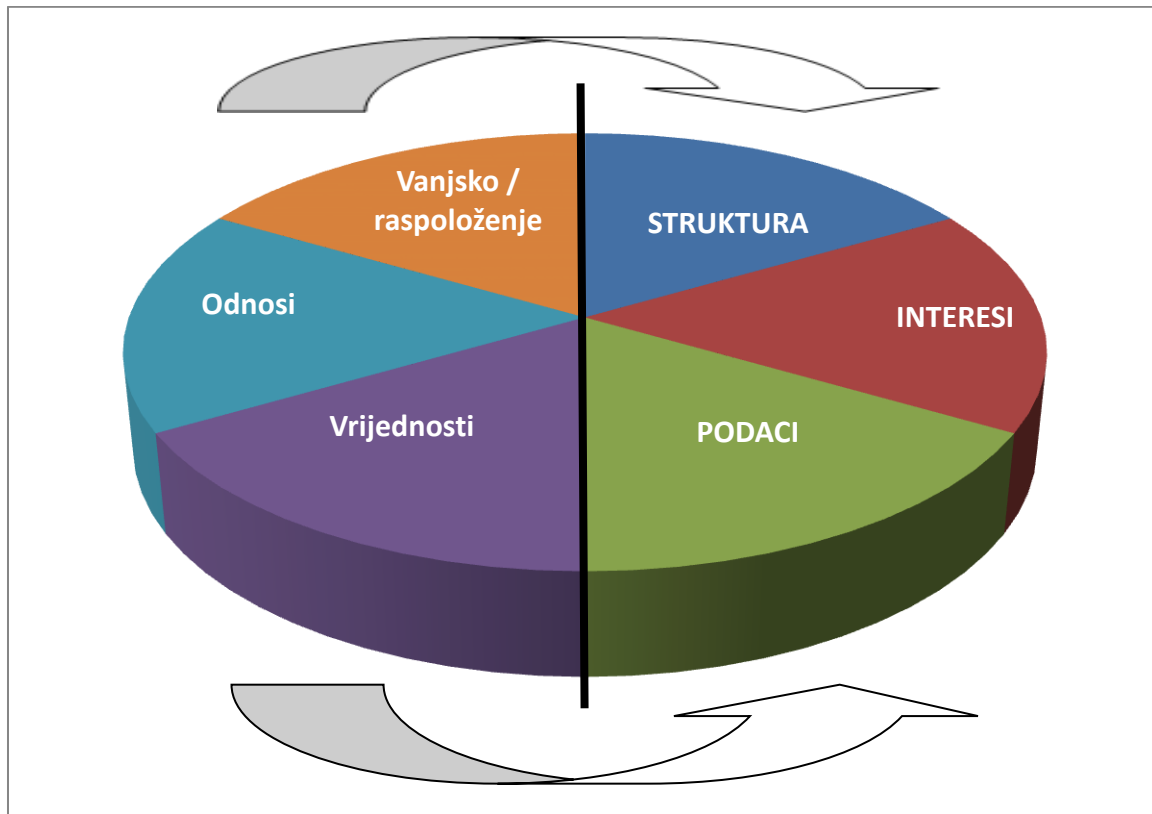 Vanjsko /
raspoloženje
STRUKTURA
Odnosi
INTERESI
Vrijednosti
PODACI